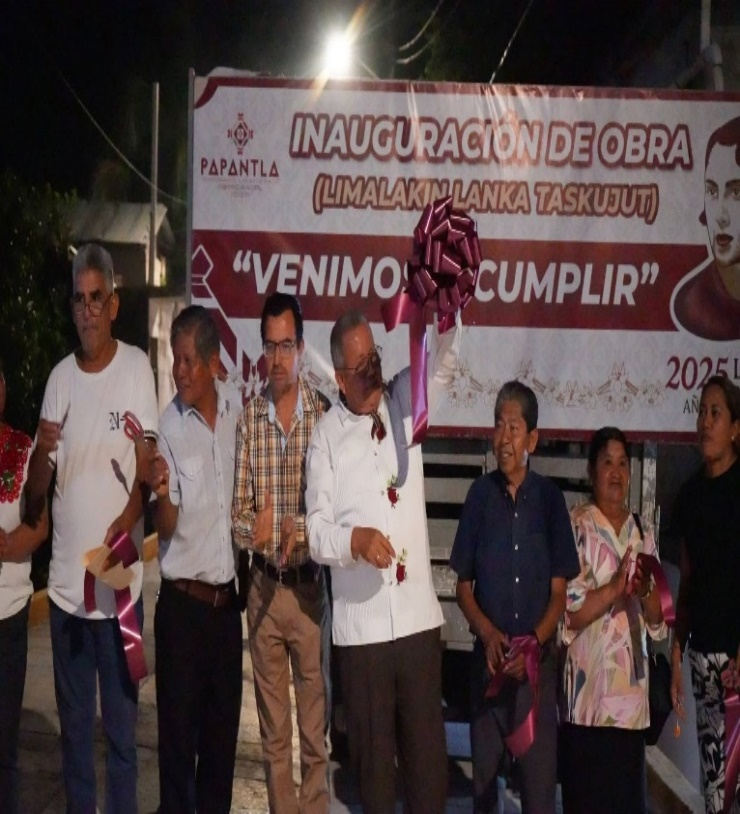 PAPANTLA
INAUGURACIÓN DE OBRA
(LIMALAKIN LANKA TASKUJUT)
"VENIMOS CUMPLIR"
2025